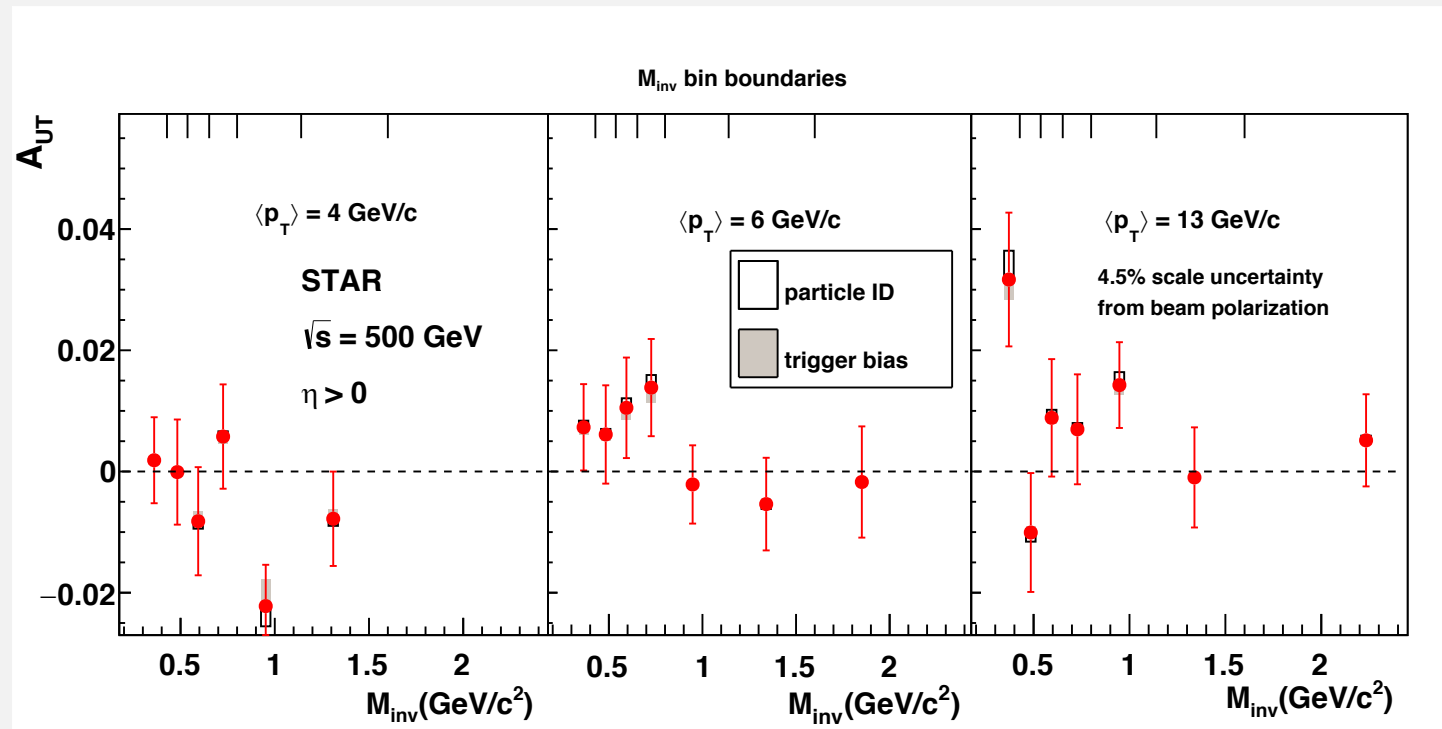 M_inv bin boundaries
A_UT
0.04
0.02
0
−0.02
⟨p_T⟩ = 4 GeV/c
STAR
√s = 500 GeV
η > 0
⟨p_T⟩ = 6 GeV/c
particle ID
trigger bias
⟨p_T⟩ = 13 GeV/c
4.5% scale uncertainty
from beam polarization
0.5 1 1.5 2
0.5 1 1.5 2
0.5 1 1.5 2
M_inv(GeV/c²)
M_inv(GeV/c²)
M_inv(GeV/c²)